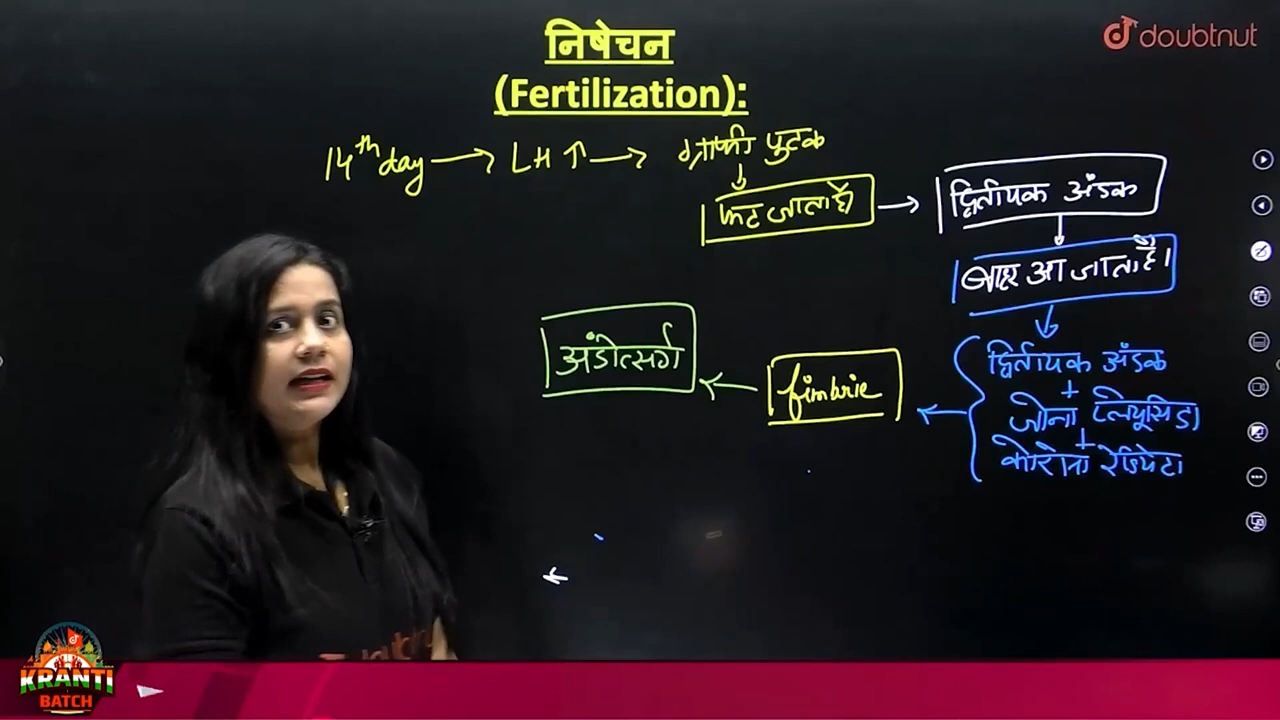 doubtnut
निषेचन
(Fertilization):
14th day → LH ↑ → ग्राफी पुटक
↓
फट जाता है → द्वितीयक अंडक
↓
बाहर आ जाता है।
↓
द्वितीयक अंडक
+
जोना पेल्युसिडा
+
कोरोना रेडियेटा
← fimbrie
← अंडोत्सर्ग
KRANTI
BATCH